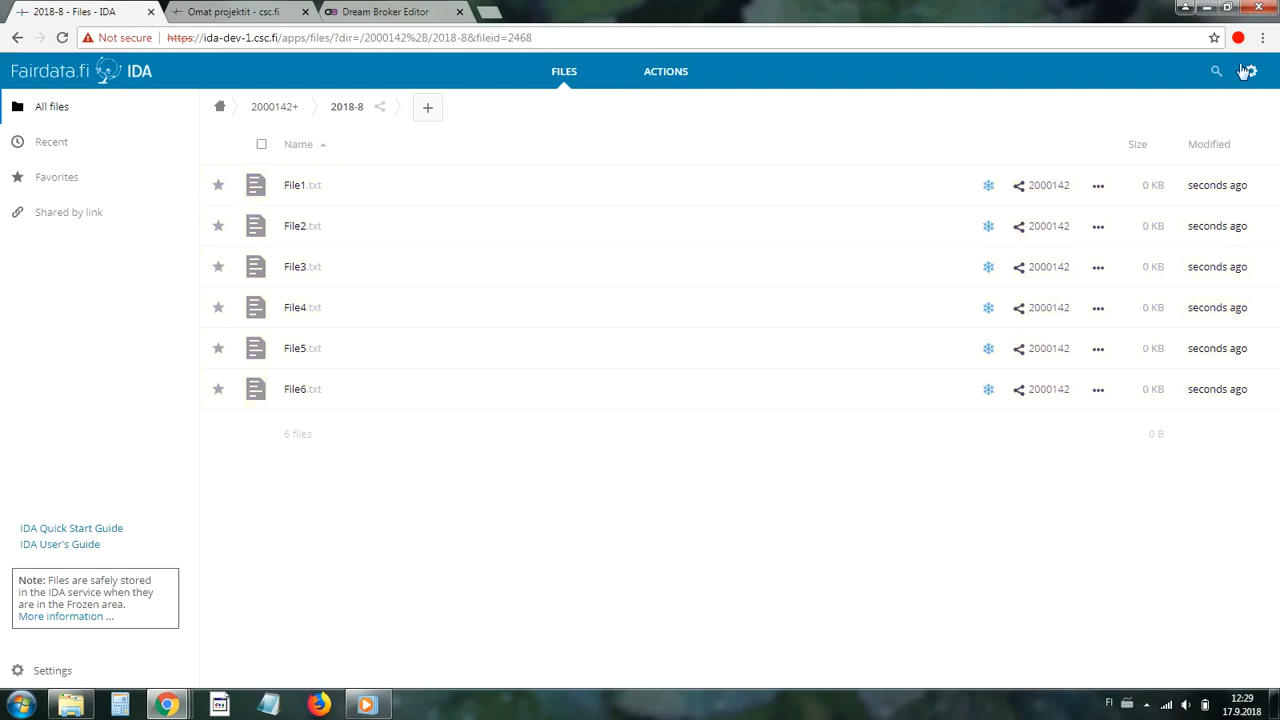 2018-8 - Files - IDA
Omat projektit - csc.fi
Dream Broker Editor
Not secure
https://ida-dev-1.csc.fi/apps/files/?dir=/2000142%2B/2018-8&fileid=2468
Fairdata.fi IDA
FILES
ACTIONS
All files
Recent
Favorites
Shared by link
2000142+
2018-8
+
Name
Size
Modified
File1.txt
2000142
0 KB
seconds ago
File2.txt
2000142
0 KB
seconds ago
File3.txt
2000142
0 KB
seconds ago
File4.txt
2000142
0 KB
seconds ago
File5.txt
2000142
0 KB
seconds ago
File6.txt
2000142
0 KB
seconds ago
6 files
0 B
IDA Quick Start Guide
IDA User's Guide
Note: Files are safely stored
in the IDA service when they
are in the Frozen area.
More information ...
Settings
FI
12:29
17.9.2018